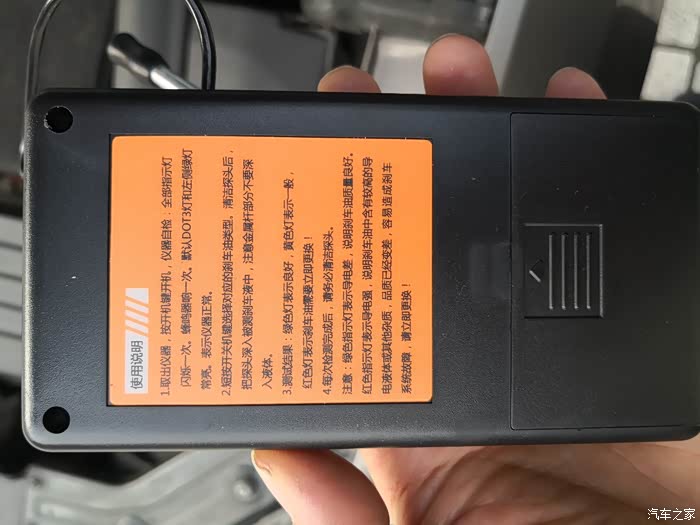 使用说明
1.取出仪器，按开机键开机，仪器自检：全部指示灯
闪烁一次。蜂鸣器响一次。默认DOT3灯和左侧绿灯
常亮。表示仪器正常。
2.短按开关机键选择对应的刹车油类型。清洁探头后，
把探头深入被测刹车液中，注意金属杆部分不要深
入液体。
3.测试结果：绿色灯表示良好，黄色灯表示一般，
红色灯表示刹车油需要立即更换！
4.每次检测完成后，请务必清洁探头。
注意：绿色指示灯表示导电差，说明刹车油质量良好。
红色指示灯表示导电强，说明刹车油中含有较高的导
电液体或其他杂质，品质已经变差，容易造成刹车
系统故障，请立即更换！
汽车之家